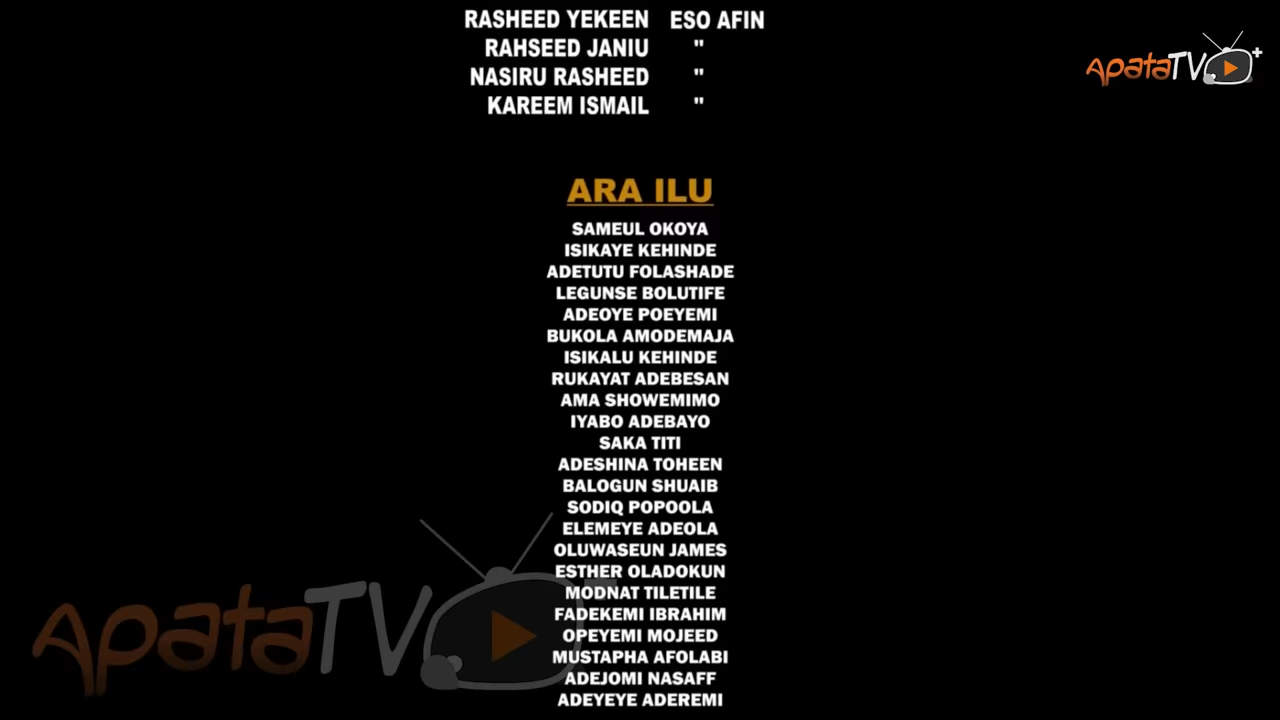 RASHEED YEKEEN ESO AFIN
RAHSEED JANIU "
NASIRU RASHEED "
KAREEM ISMAIL "
ApataTV+
ARA ILU
SAMEUL OKOYA
ISIKAYE KEHINDE
ADETUTU FOLASHADE
LEGUNSE BOLUTIFE
ADEOYE POEYEMI
BUKOLA AMODEMAJA
ISIKALU KEHINDE
RUKAYAT ADEBESAN
AMA SHOWEMIMO
IYABO ADEBAYO
SAKA TITI
ADESHINA TOHEEN
BALOGUN SHUAIB
SODIQ POPOOLA
ELEMEYE ADEOLA
OLUWASEUN JAMES
ESTHER OLADOKUN
MODNAT TILETILE
FADEKEMI IBRAHIM
OPEYEMI MOJEED
MUSTAPHA AFOLABI
ADEJOMI NASAFF
ADEYEYE ADEREMI
ApataTV+